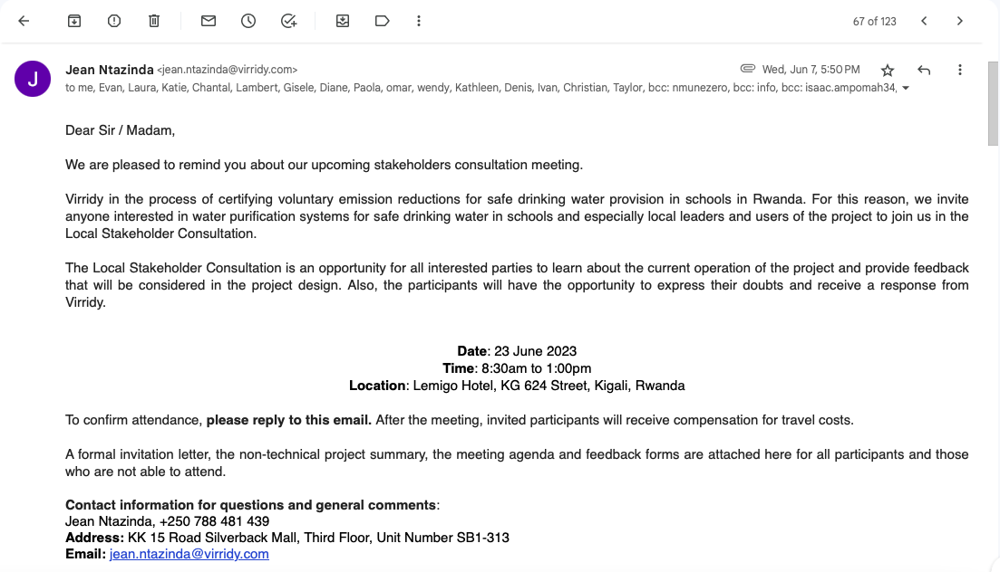 67 of 123
J
Jean Ntazinda <jean.ntazinda@virridy.com>
Wed, Jun 7, 5:50 PM
to me, Evan, Laura, Katie, Chantal, Lambert, Gisele, Diane, Paola, omar, wendy, Kathleen, Denis, Ivan, Christian, Taylor, bcc: nmunezero, bcc: info, bcc: isaac.ampomah34,
Dear Sir / Madam,
We are pleased to remind you about our upcoming stakeholders consultation meeting.
Virridy in the process of certifying voluntary emission reductions for safe drinking water provision in schools in Rwanda. For this reason, we invite
anyone interested in water purification systems for safe drinking water in schools and especially local leaders and users of the project to join us in the
Local Stakeholder Consultation.
The Local Stakeholder Consultation is an opportunity for all interested parties to learn about the current operation of the project and provide feedback
that will be considered in the project design. Also, the participants will have the opportunity to express their doubts and receive a response from
Virridy.
Date: 23 June 2023
Time: 8:30am to 1:00pm
Location: Lemigo Hotel, KG 624 Street, Kigali, Rwanda
To confirm attendance, please reply to this email. After the meeting, invited participants will receive compensation for travel costs.
A formal invitation letter, the non-technical project summary, the meeting agenda and feedback forms are attached here for all participants and those
who are not able to attend.
Contact information for questions and general comments:
Jean Ntazinda, +250 788 481 439
Address: KK 15 Road Silverback Mall, Third Floor, Unit Number SB1-313
Email: jean.ntazinda@virridy.com